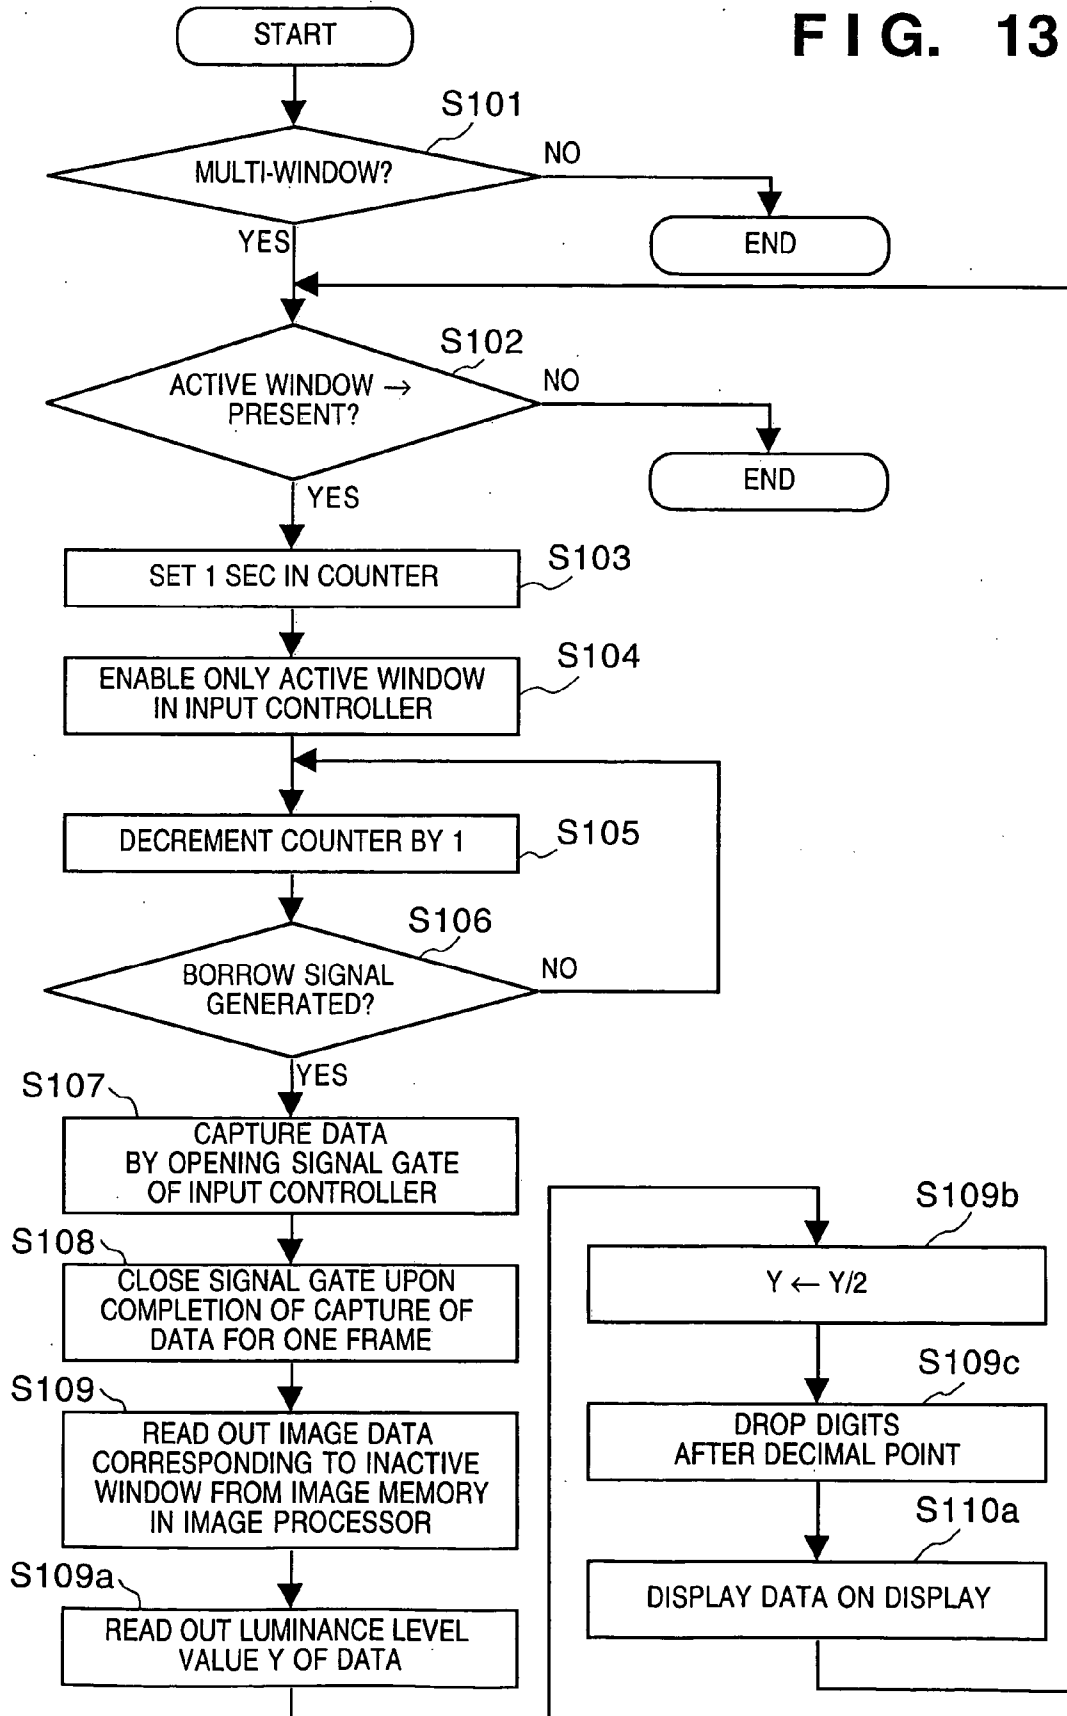 FIG. 13
START
S101
MULTI-WINDOW?
NO
YES
END
S102
ACTIVE WINDOW →
PRESENT?
NO
YES
END
SET 1 SEC IN COUNTER
S103
ENABLE ONLY ACTIVE WINDOW
IN INPUT CONTROLLER
S104
DECREMENT COUNTER BY 1
S105
S106
BORROW SIGNAL
GENERATED?
NO
YES
S107
CAPTURE DATA
BY OPENING SIGNAL GATE
OF INPUT CONTROLLER
S108
CLOSE SIGNAL GATE UPON
COMPLETION OF CAPTURE OF
DATA FOR ONE FRAME
S109
READ OUT IMAGE DATA
CORRESPONDING TO INACTIVE
WINDOW FROM IMAGE MEMORY
IN IMAGE PROCESSOR
S109a
READ OUT LUMINANCE LEVEL
VALUE Y OF DATA
S109b
Y ← Y/2
S109c
DROP DIGITS
AFTER DECIMAL POINT
S110a
DISPLAY DATA ON DISPLAY